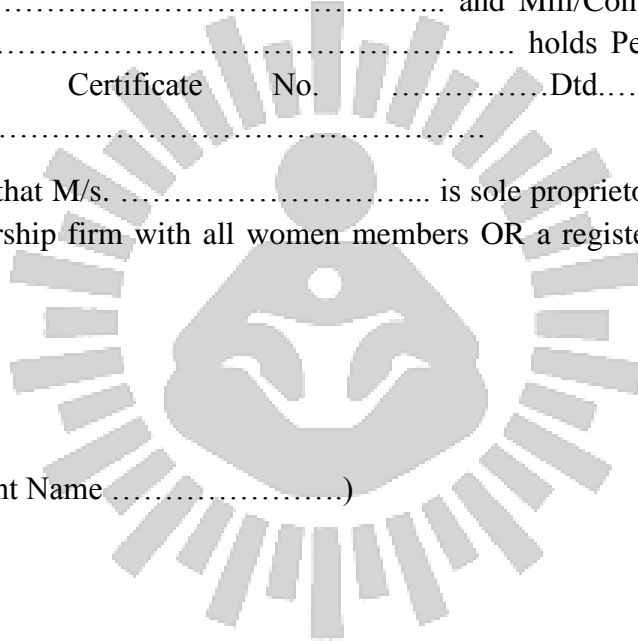 ……………………………………….. and Mill/Con
……………………………………………. holds Pe
Certificate No. ……………Dtd.….
………………………………………….
that M/s. ………………………... is sole proprieto
rship firm with all women members OR a registe
nt Name …………………..)